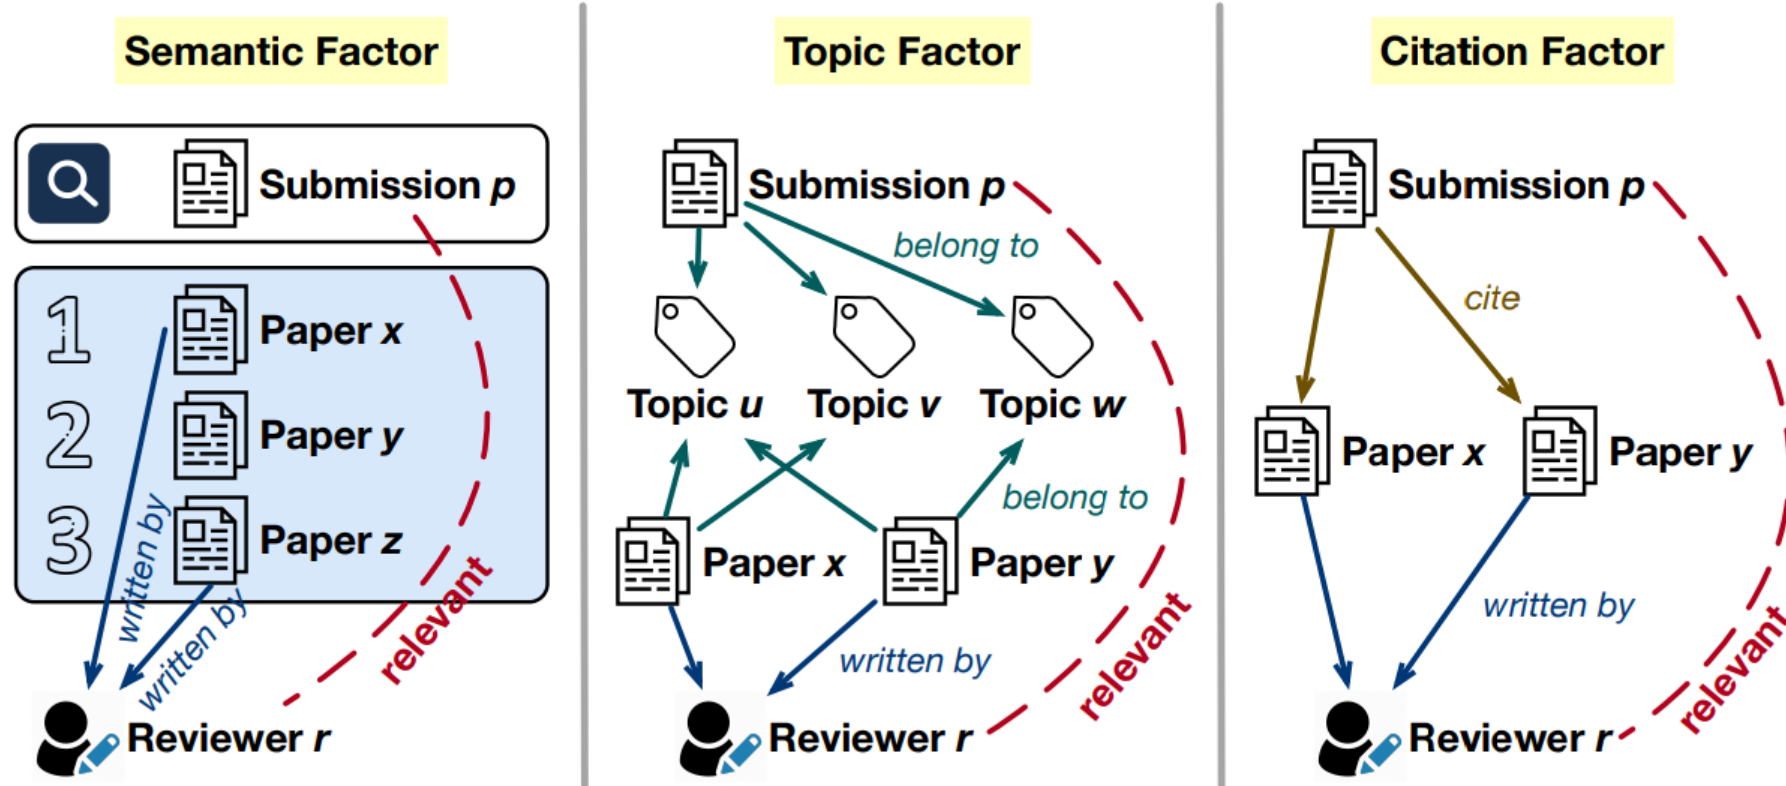 Semantic Factor
Submission p
1 Paper x
2 Paper y
3 Paper z
written by
written by
relevant
Reviewer r
Topic Factor
Submission p
belong to
Topic u Topic v Topic w
belong to
Paper x Paper y
written by
relevant
Reviewer r
Citation Factor
Submission p
cite
Paper x Paper y
written by
relevant
Reviewer r